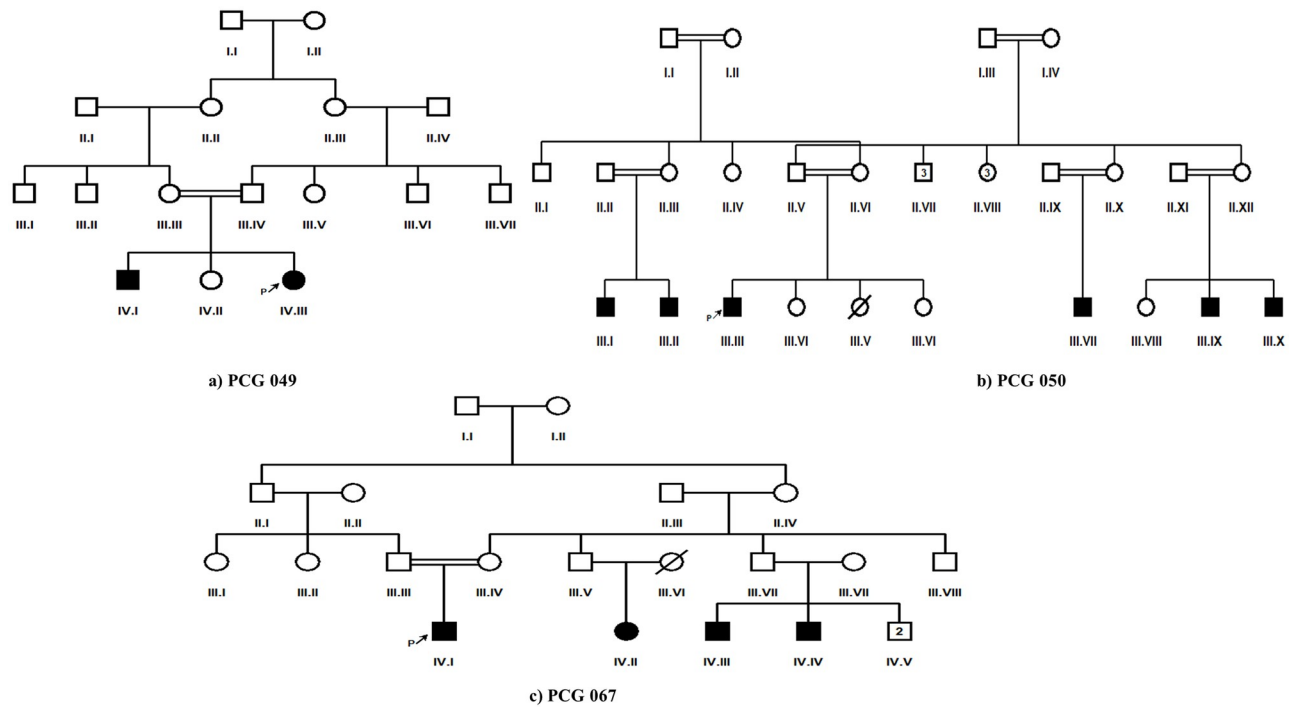 I.I I.II
II.I II.II II.III II.IV
III.I III.II III.III III.IV III.V III.VI III.VII
P
IV.I IV.II IV.III
a) PCG 049
I.I I.II I.III I.IV
3 3
II.I II.II II.III II.IV II.V II.VI II.VII II.VIII II.IX II.X II.XI II.XII
P
III.I III.II III.III III.VI III.V III.VI III.VII III.VIII III.IX III.X
b) PCG 050
I.I I.II
II.I II.II II.III II.IV
III.I III.II III.III III.IV III.V III.VI III.VII III.VII III.VIII
P 2
IV.I IV.II IV.III IV.IV IV.V
c) PCG 067